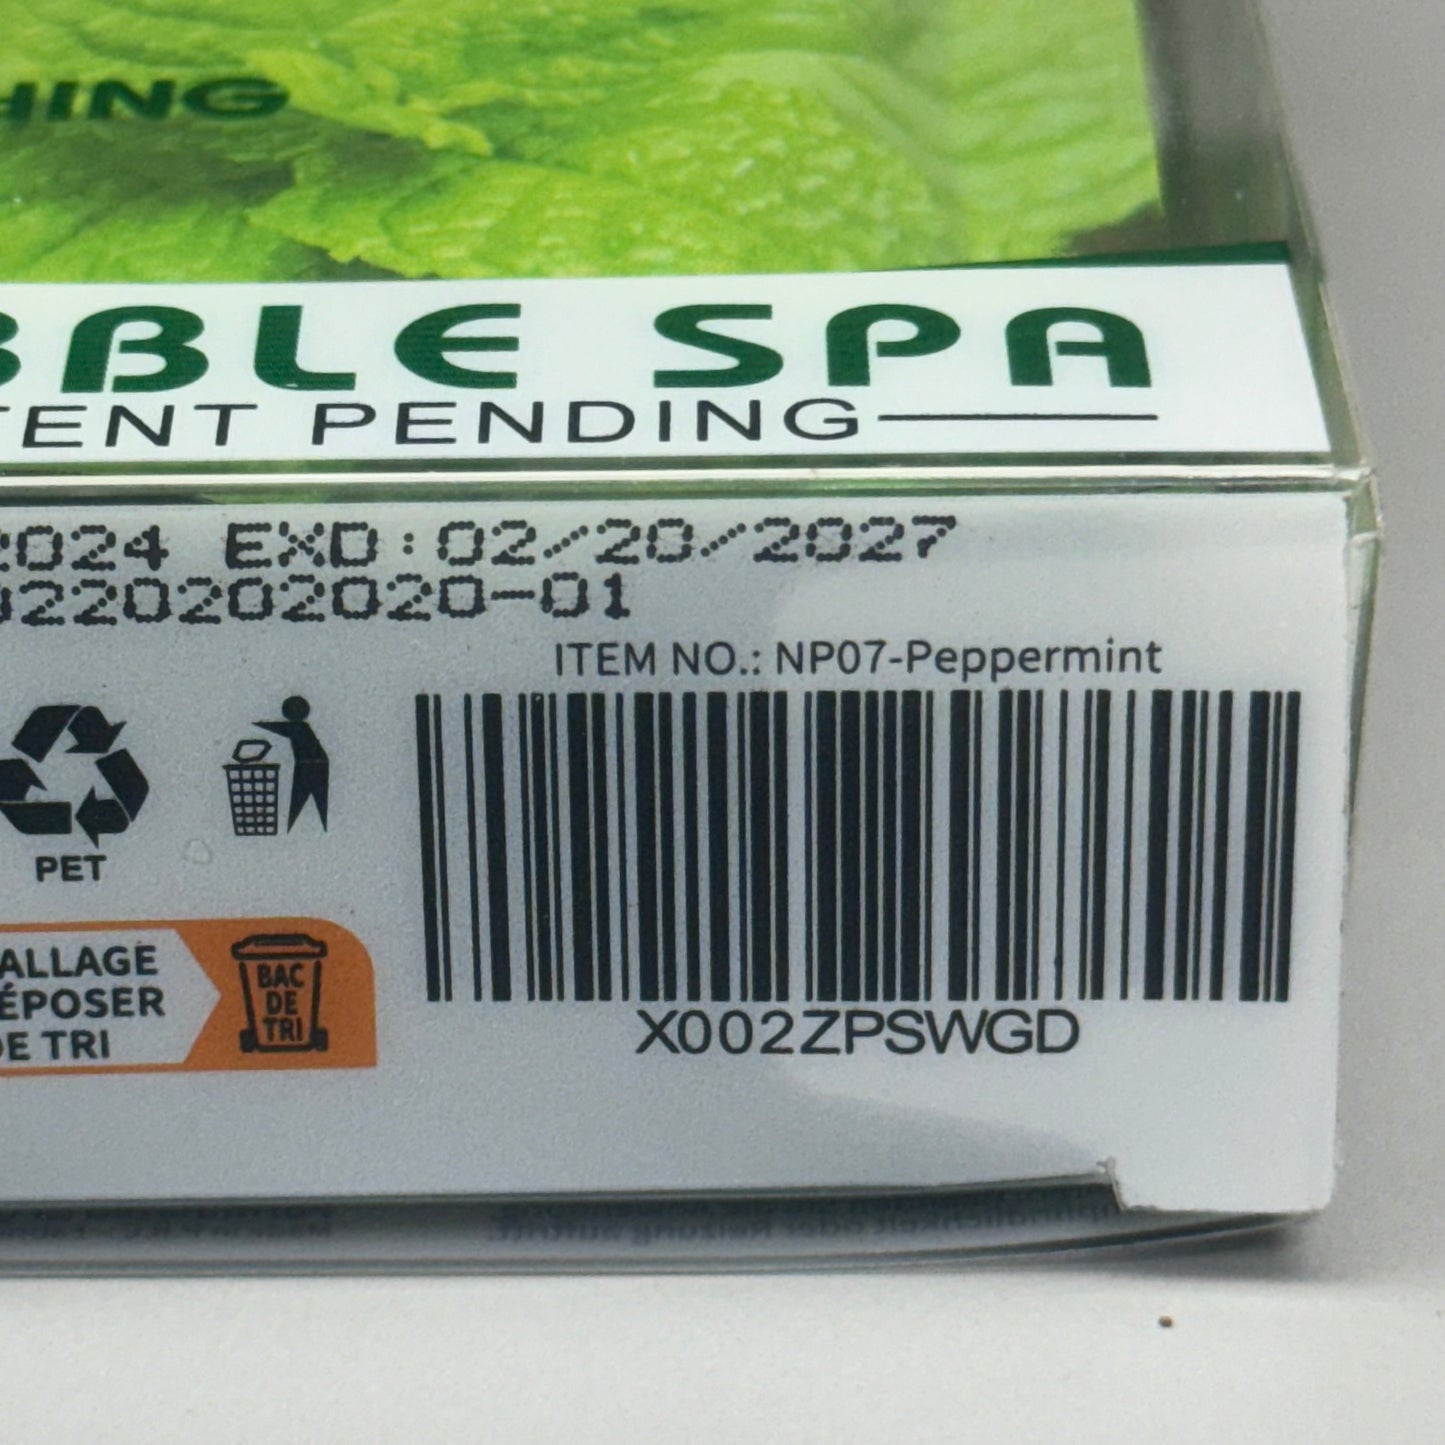 HING
BBLE SPA
TENT PENDING
2024 EXD:02/20/2027
0220202020-01
ITEM NO.: NP07-Peppermint
PET
ALLAGE
ÉPOSER
DE TRI
BAC
DE
TRI
X002ZPSWGD